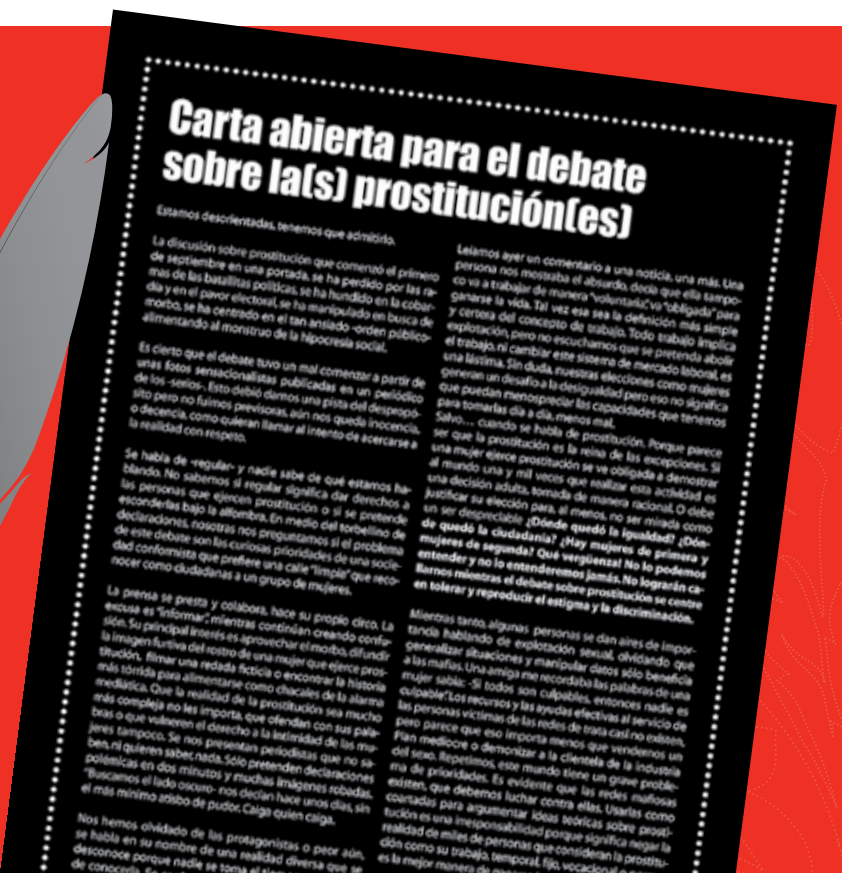 Carta abierta para el debate
sobre la(s) prostitución(es)
Estamos desorientadas, tenemos que admitirlo.
La discusión sobre prostitución que comenzó el primero
de septiembre en una portada, se ha perdido por las ra-
mas de las batallitas políticas, se ha hundido en la cobar-
día y en el pavor electoral, se ha manipulado en busca de
morbo, se ha centrado en el tan ansiado -orden público-
alimentando al monstruo de la hipocresía social.
Es cierto que el debate tuvo un mal comenzar a partir de
unas fotos sensacionalistas publicadas en un periódico
de los -serios-. Esto debió darnos una pista del despropó-
sito pero no fuimos previsoras, aún nos queda inocencia,
o decencia, como quieran llamar al intento de acercarse a
la realidad con respeto.
Se habla de -regular- y nadie sabe de qué estamos ha-
blando. No sabemos si regular significa dar derechos a
las personas que ejercen prostitución o si se pretende
esconderlas bajo la alfombra. En medio del torbellino de
declaraciones, nosotras nos preguntamos si el problema
de este debate son las curiosas prioridades de una socie-
dad conformista que prefiere una calle "limpia" que reco-
nocer como ciudadanas a un grupo de mujeres.
La prensa se presta y colabora, hace su propio circo. La
excusa es "informar", mientras continúan creando confu-
sión. Su principal interés es aprovechar el morbo, difundir
la imagen furtiva del rostro de una mujer que ejerce pros-
titución, filmar una redada ficticia o encontrar la historia
más tórrida para alimentarse como chacales de la alarma
mediática. Que la realidad de la prostitución sea mucho
más compleja no les importa, que ofendan con sus pala-
bras o que vulneren el derecho a la intimidad de las mu-
jeres tampoco. Se nos presentan periodistas que no sa-
ben, ni quieren saber, nada. Sólo pretenden declaraciones
polémicas en dos minutos y muchas imágenes robadas.
"Buscamos el lado oscuro- nos decían hace unos días, sin
el más mínimo atisbo de pudor. Caiga quien caiga.
Nos hemos olvidado de las protagonistas o peor aún,
se habla en su nombre de una realidad diversa que se
desconoce porque nadie se toma el
de conocerla.
Leíamos ayer un comentario a una noticia, una más. Una
persona nos mostraba el absurdo, decía que ella tampo-
co va a trabajar de manera "voluntaria", va "obligada" para
ganarse la vida. Tal vez esa sea la definición más simple
y certera del concepto de trabajo. Todo trabajo implica
explotación, pero no escuchamos que se pretenda abolir
el trabajo, ni cambiar este sistema de mercado laboral, es
una lástima. Sin duda, nuestras elecciones como mujeres
generan un desafío a la desigualdad pero eso no significa
que puedan menospreciar las capacidades que tenemos
para tomarlas día a día, menos mal.
Salvo... cuando se habla de prostitución. Porque parece
ser que la prostitución es la reina de las excepciones. Si
una mujer ejerce prostitución se ve obligada a demostrar
al mundo una y mil veces que realizar esta actividad es
una decisión adulta, tomada de manera racional. O debe
justificar su elección para, al menos, no ser mirada como
un ser despreciable ¿Dónde quedó la igualdad? ¿Dón-
de quedó la ciudadanía? ¿Hay mujeres de primera y
mujeres de segunda? Qué vergüenza! No lo podemos
entender y no lo entenderemos jamás. No lograrán ca-
llarnos mientras el debate sobre prostitución se centre
en tolerar y reproducir el estigma y la discriminación.
Mientras tanto, algunas personas se dan aires de impor-
tancia hablando de explotación sexual, olvidando que
generalizar situaciones y manipular datos sólo beneficia
a las mafias. Una amiga me recordaba las palabras de una
mujer sabia: -Si todos son culpables, entonces nadie es
culpable". Los recursos y las ayudas efectivas al servicio de
las personas víctimas de las redes de trata casi no existen,
pero parece que eso importa menos que vendernos un
Plan mediocre o demonizar a la clientela de la industria
del sexo. Repetimos, este mundo tiene un grave proble-
ma de prioridades. Es evidente que las redes mafiosas
existen, que debemos luchar contra ellas. Usarlas como
coartadas para argumentar ideas teóricas sobre prosti-
tución es una irresponsabilidad porque significa negar la
realidad de miles de personas que consideran la prostitu-
ción como su trabajo, temporal, fijo, vocacional
es la mejor manera de